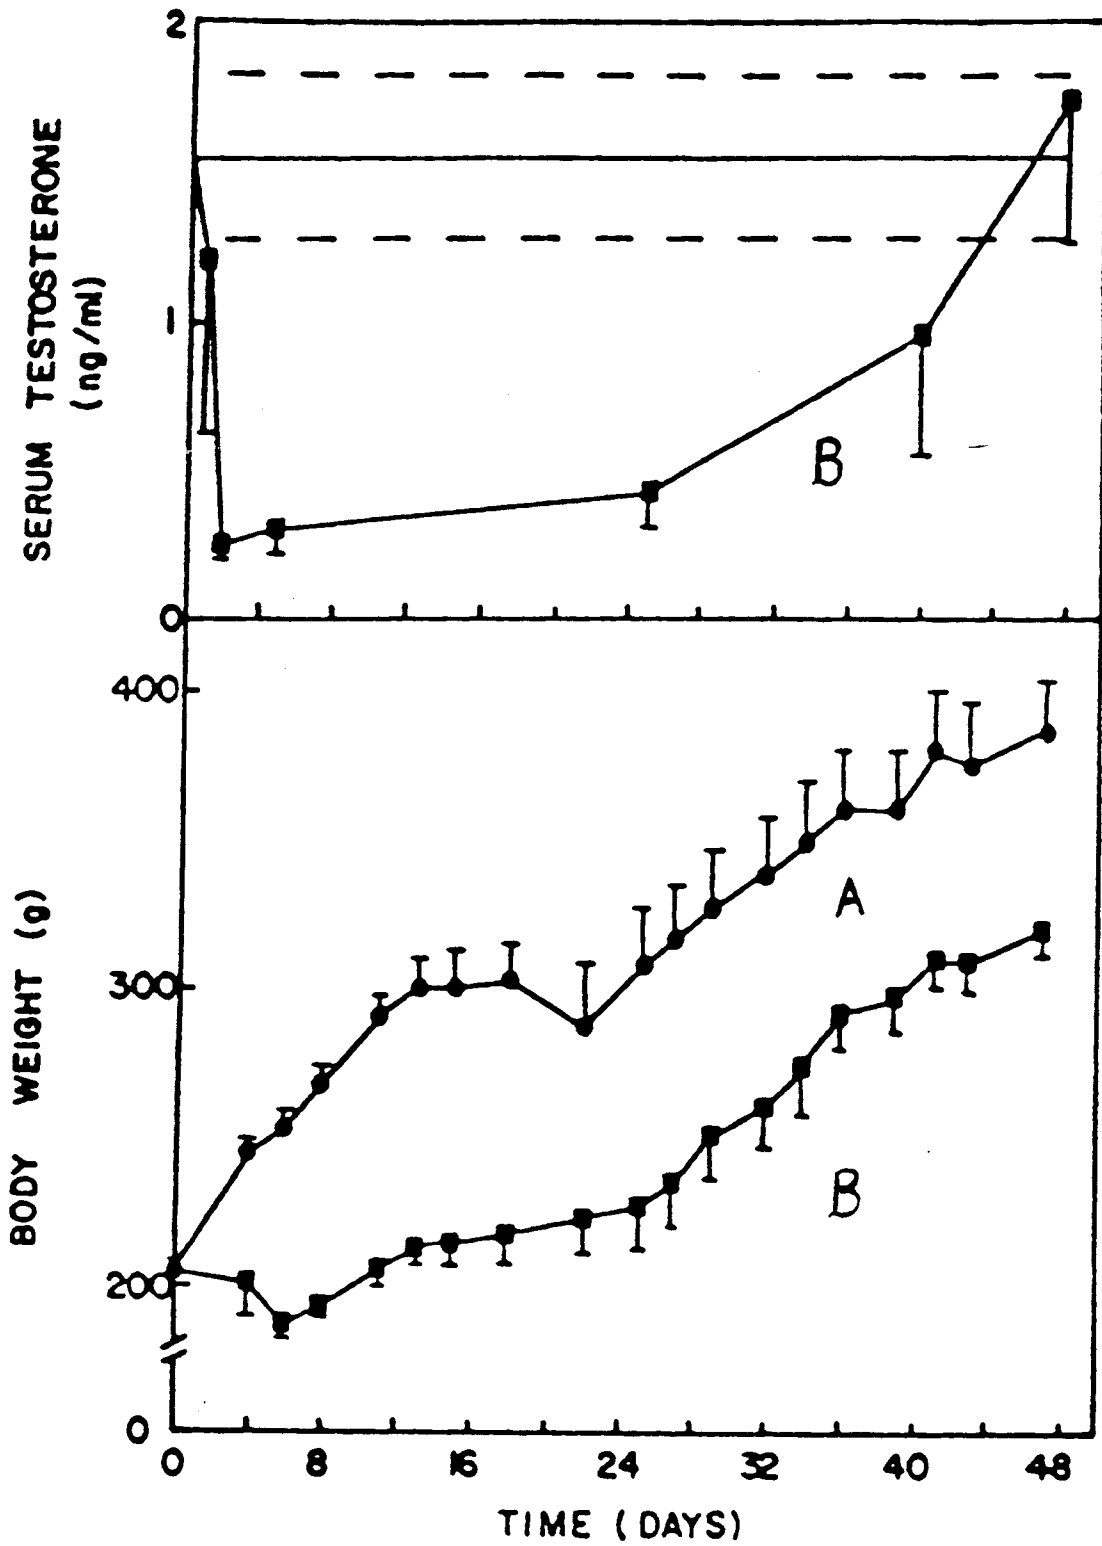 2
SERUM TESTOSTERONE
(ng/ml)
1
B
0
400
BODY WEIGHT (g)
A
300
B
200
0
0 8 16 24 32 40 48
TIME (DAYS)